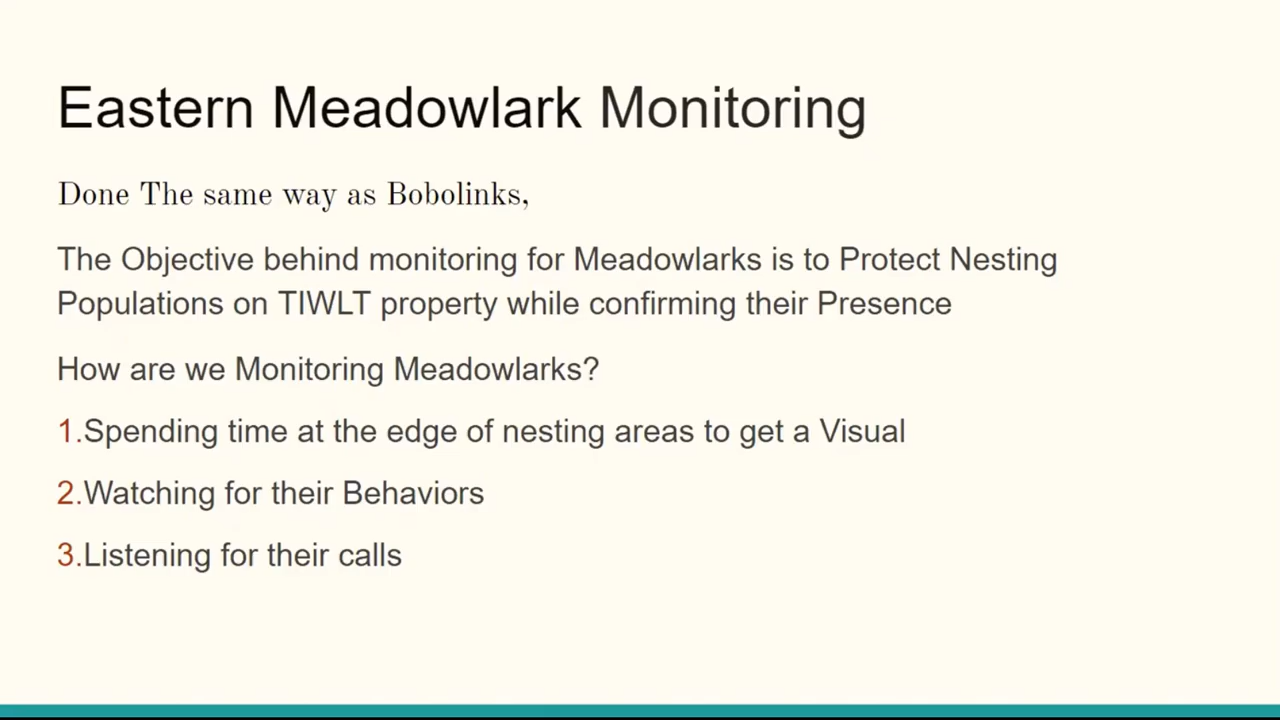 Eastern Meadowlark Monitoring
Done The same way as Bobolinks,
The Objective behind monitoring for Meadowlarks is to Protect Nesting
Populations on TIWLT property while confirming their Presence
How are we Monitoring Meadowlarks?
1.Spending time at the edge of nesting areas to get a Visual
2.Watching for their Behaviors
3.Listening for their calls